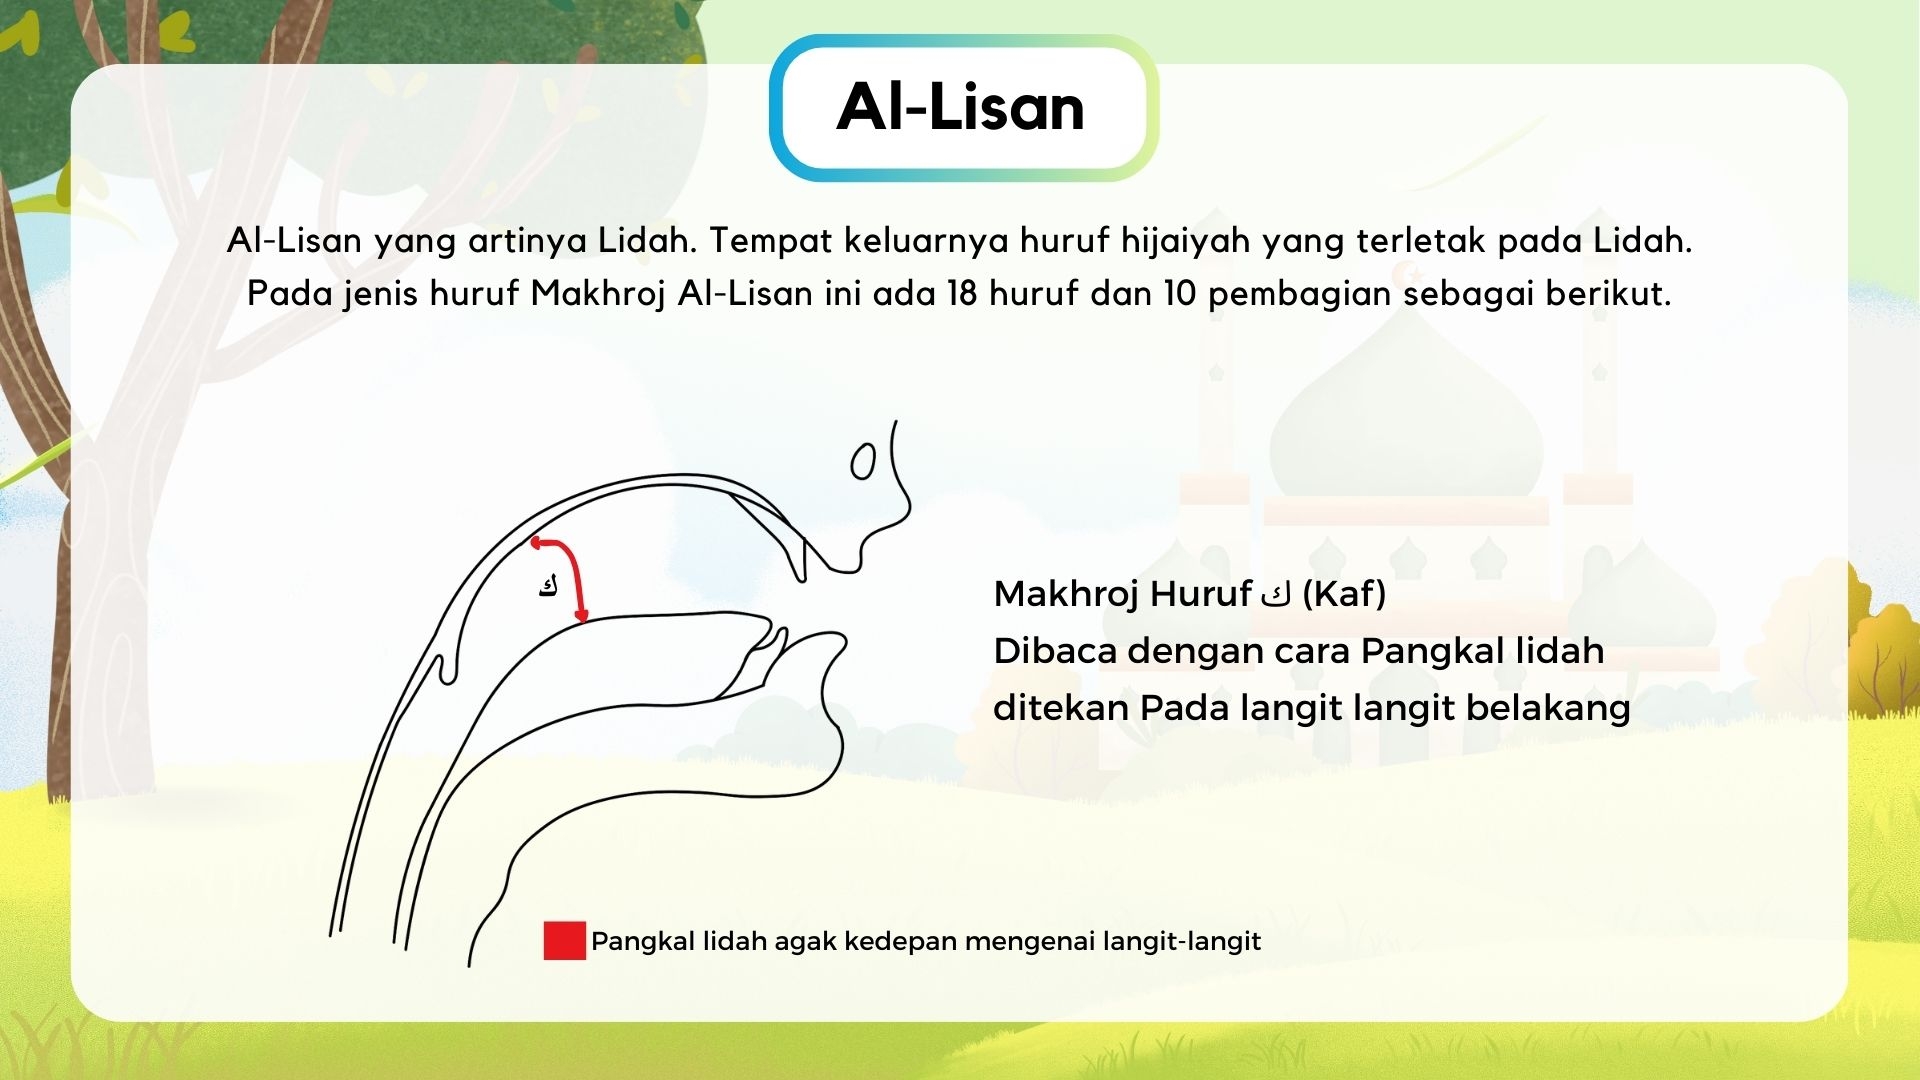 Al-Lisan
Al-Lisan yang artinya Lidah. Tempat keluarnya huruf hijaiyah yang terletak pada Lidah.
Pada jenis huruf Makhroj Al-Lisan ini ada 18 huruf dan 10 pembagian sebagai berikut.
ك
Makhroj Huruf ك (Kaf)
Dibaca dengan cara Pangkal lidah
ditekan Pada langit langit belakang
Pangkal lidah agak kedepan mengenai langit-langit